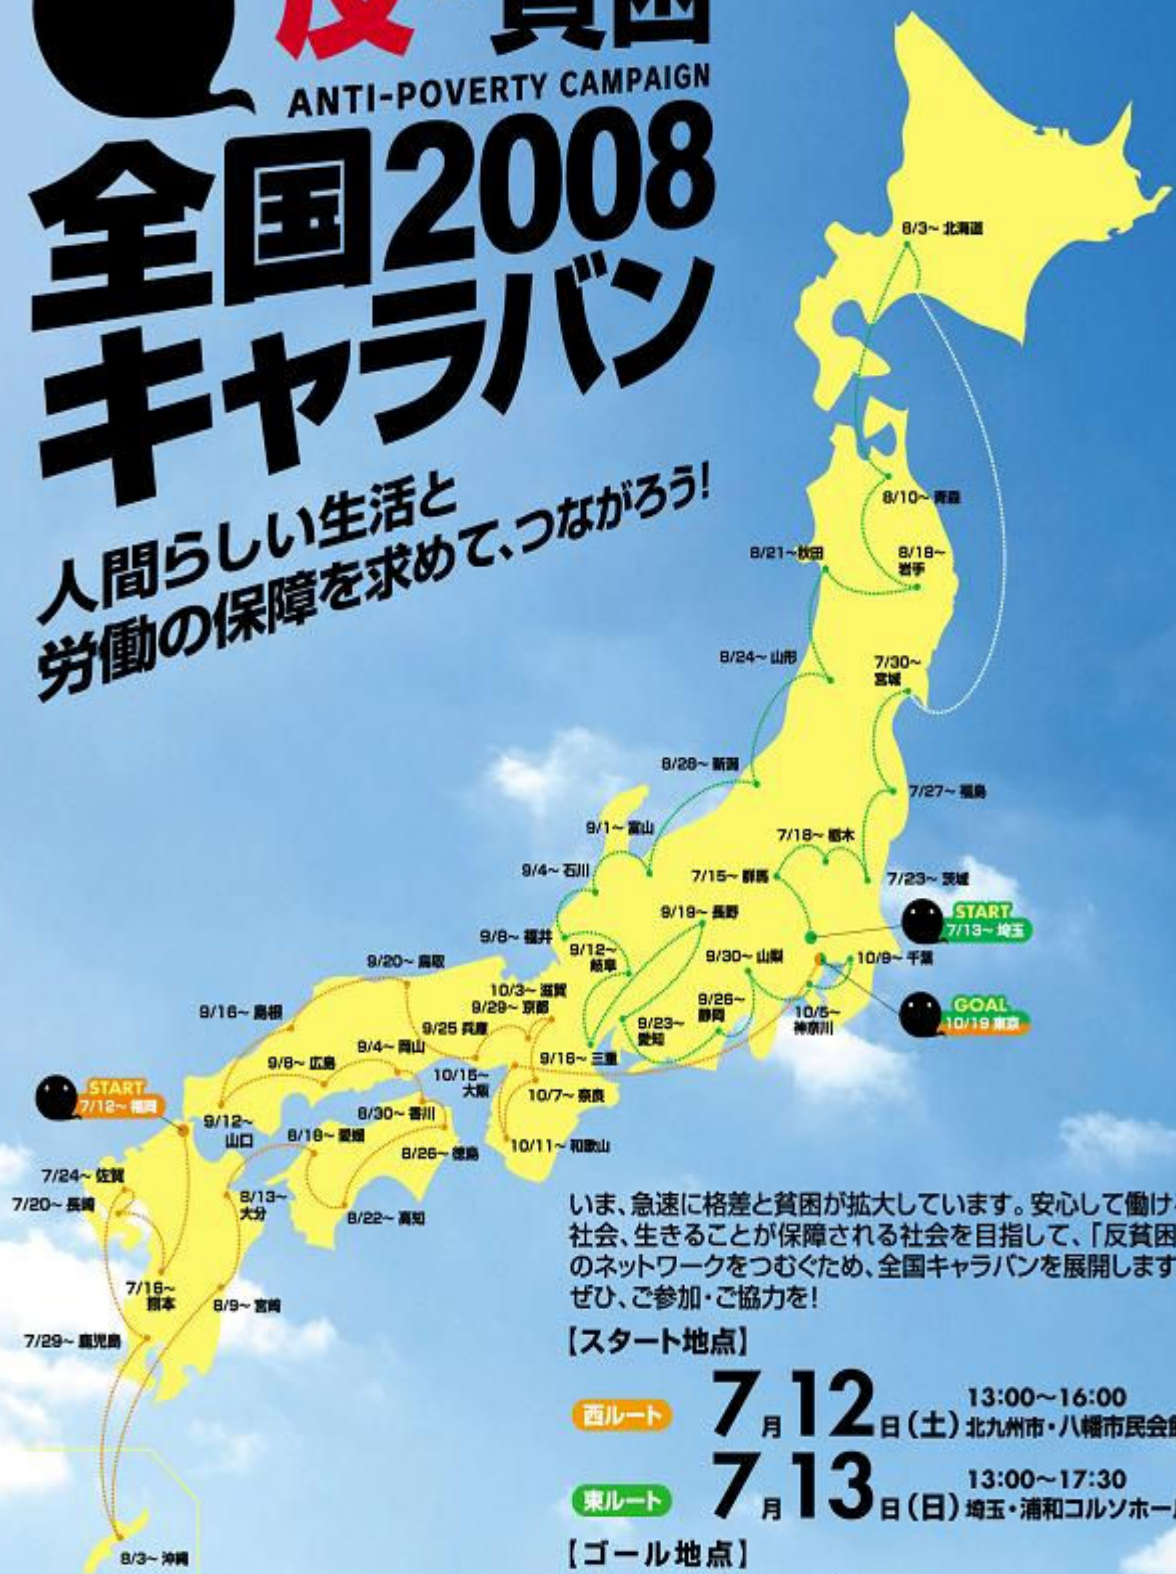 反 貧困
ANTI-POVERTY CAMPAIGN
全国2008
キャラバン
人間らしい生活と
労働の保障を求めて、つながろう!
8/3~ 北海道
8/10~ 青森
8/21~ 秋田
8/18~
岩手
8/24~ 山形
7/30~
宮城
8/28~ 新潟
7/27~ 福島
9/1~ 富山
7/18~ 栃木
9/4~ 石川
7/15~ 群馬
7/23~ 茨城
9/19~ 長野
START
7/13~ 埼玉
9/8~ 福井
9/12~
岐阜
9/30~ 山梨
10/9~ 千葉
9/20~ 鳥取
10/3~ 滋賀
9/29~ 京都
9/26~
静岡
GOAL
10/19 東京
9/16~ 島根
9/25 兵庫
9/23~
愛知
10/5~
神奈川
9/4~ 岡山
9/8~ 広島
10/15~
大阪
9/16~ 三重
START
7/12~ 福岡
10/7~ 奈良
9/12~
山口
8/30~ 香川
8/18~ 愛媛
8/26~ 徳島
10/11~ 和歌山
7/24~ 佐賀
7/20~ 長崎
8/13~
大分
8/22~ 高知
7/16~
熊本
8/9~ 宮崎
7/29~ 鹿児島
8/3~ 沖縄
いま、急速に格差と貧困が拡大しています。安心して働け
社会、生きることが保障される社会を目指して、「反貧困
のネットワークをつむぐため、全国キャラバンを展開します
ぜひ、ご参加・ご協力を!
【スタート地点】
西ルート 7月12日(土) 13:00~16:00
北九州市・八幡市民会館
東ルート 7月13日(日) 13:00~17:30
埼玉・浦和コルソホール
【ゴール地点】